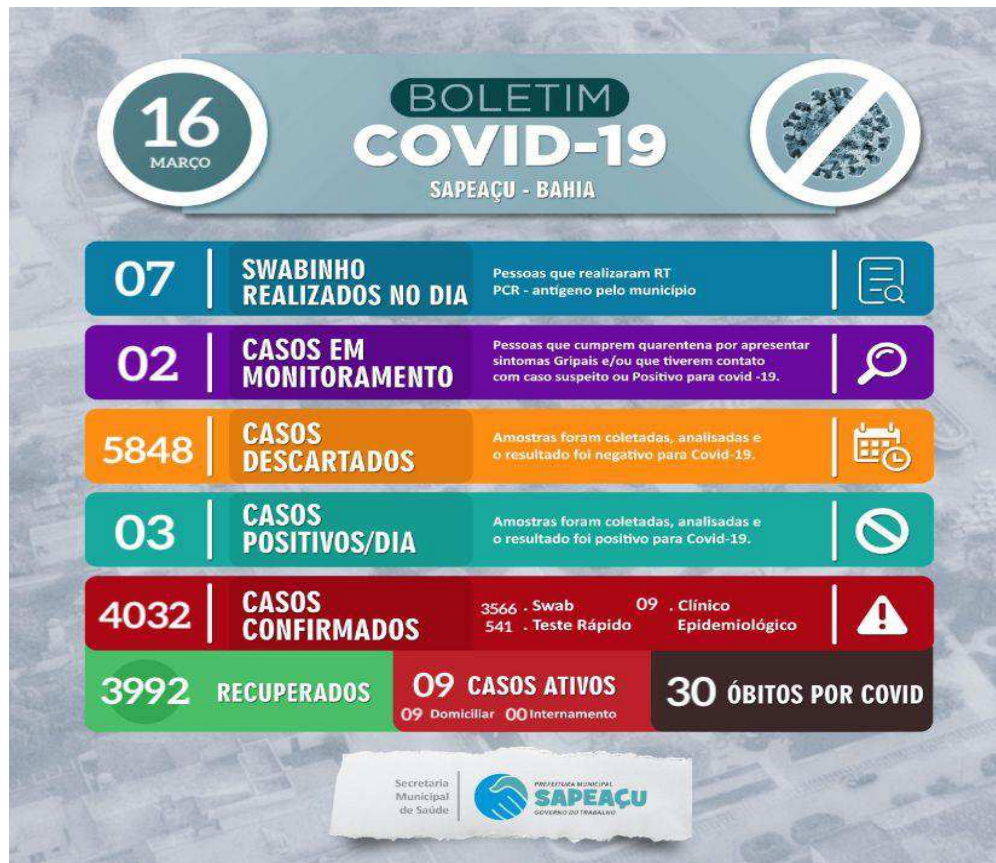 16
MARÇO
BOLETIM
COVID-19
SAPEAÇU - BAHIA
07
SWABINHO
REALIZADOS NO DIA
Pessoas que realizaram RT
PCR - antígeno pelo município
02
CASOS EM
MONITORAMENTO
Pessoas que cumprem quarentena por apresentar
sintomas Gripais e/ou que tiverem contato
com caso suspeito ou Positivo para covid -19.
5848
CASOS
DESCARTADOS
Amostras foram coletadas, analisadas e
o resultado foi negativo para Covid-19.
03
CASOS
POSITIVOS/DIA
Amostras foram coletadas, analisadas e
o resultado foi positivo para Covid-19.
4032
CASOS
CONFIRMADOS
3566 . Swab
541 . Teste Rápido
09 . Clínico
Epidemiológico
3992 RECUPERADOS
09 CASOS ATIVOS
09 Domiciliar 00 Internamento
30 ÓBITOS POR COVID
Secretaria
Municipal
de Saúde
PREFEITURA MUNICIPAL
SAPEAÇU
GOVERNO DO TRABALHO